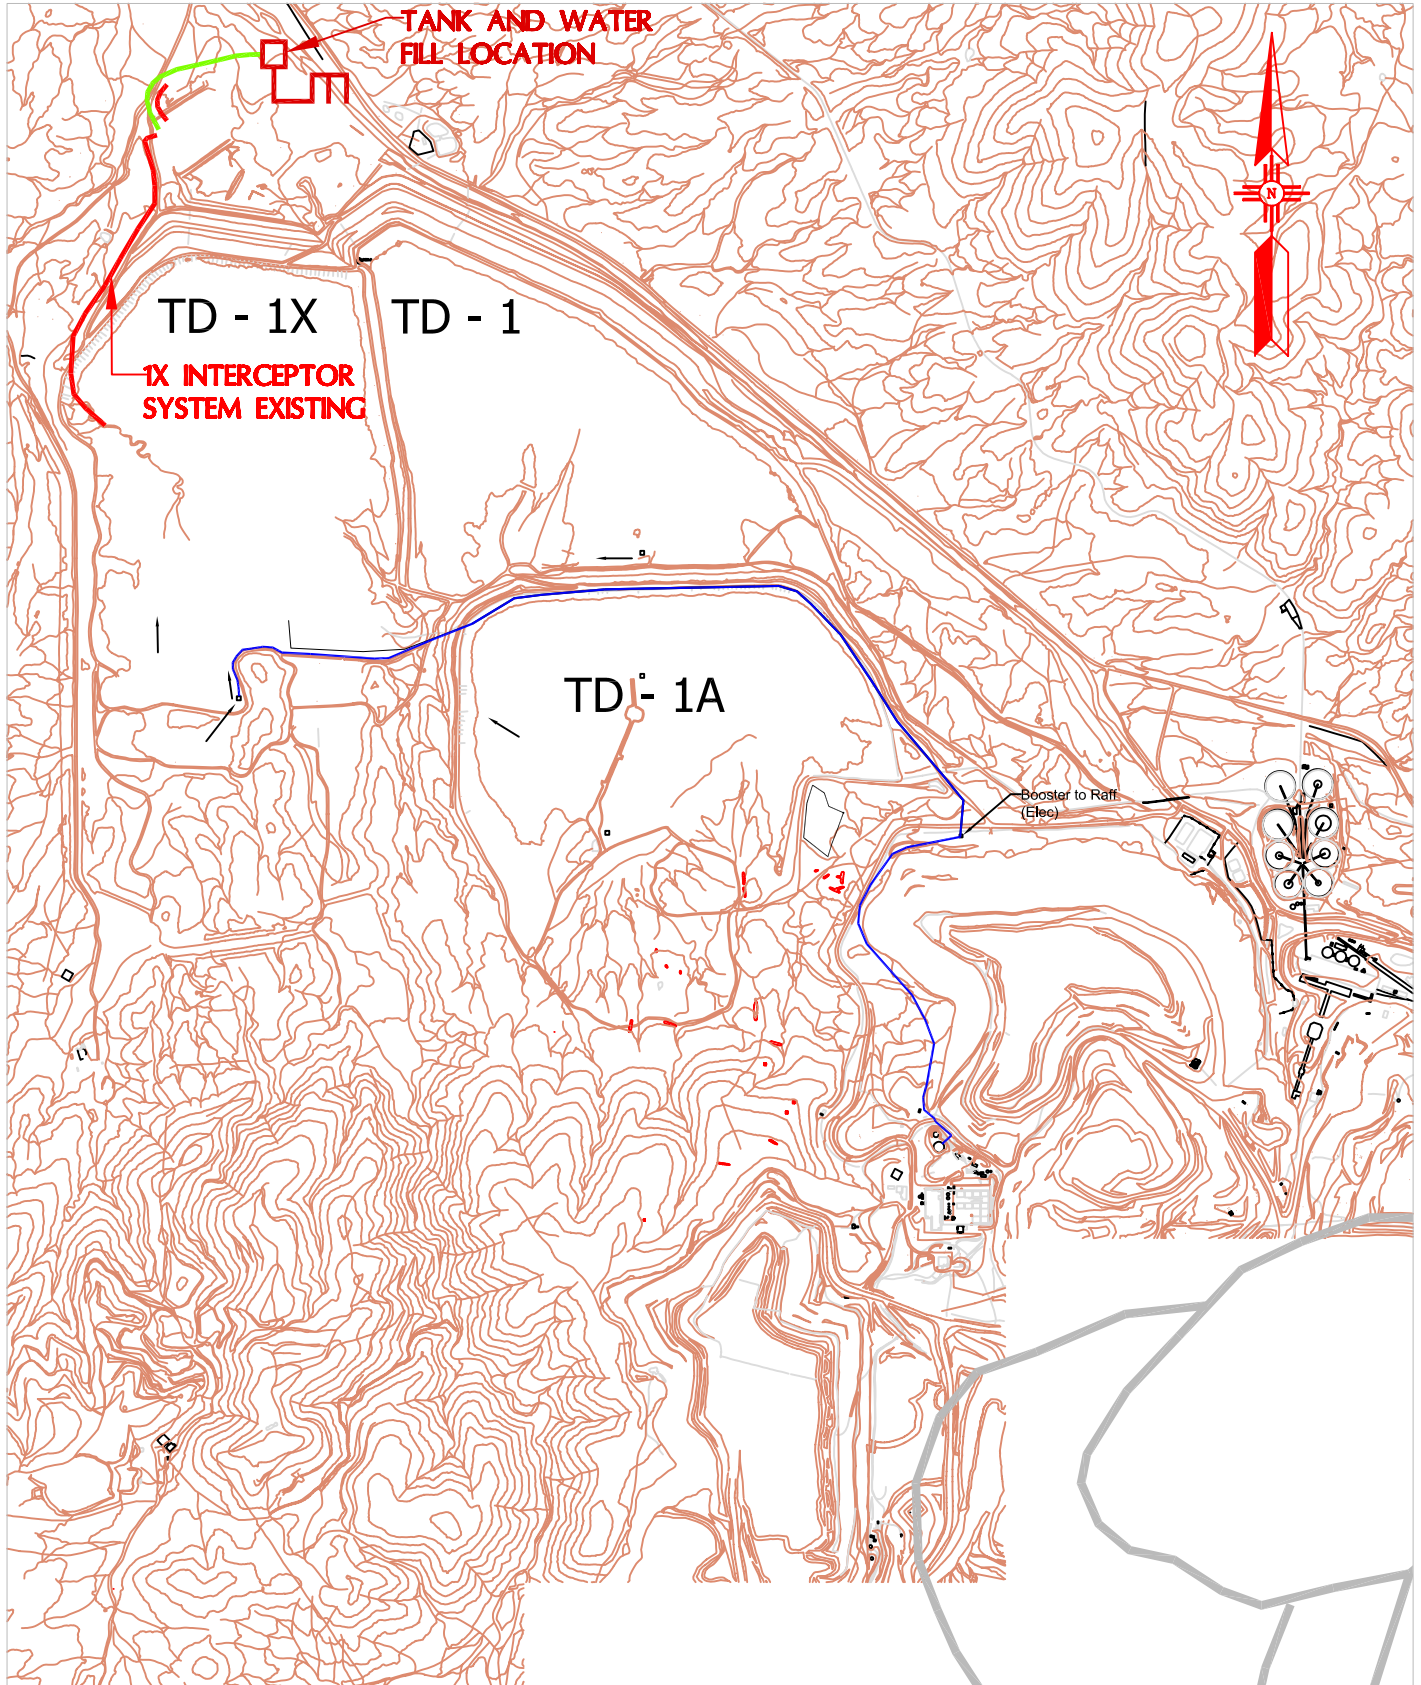 TANK AND WATER
FILL LOCATION
N
TD - 1X
TD - 1
1X INTERCEPTOR
SYSTEM EXISTING
TD - 1A
Booster to Raff
(Elec)